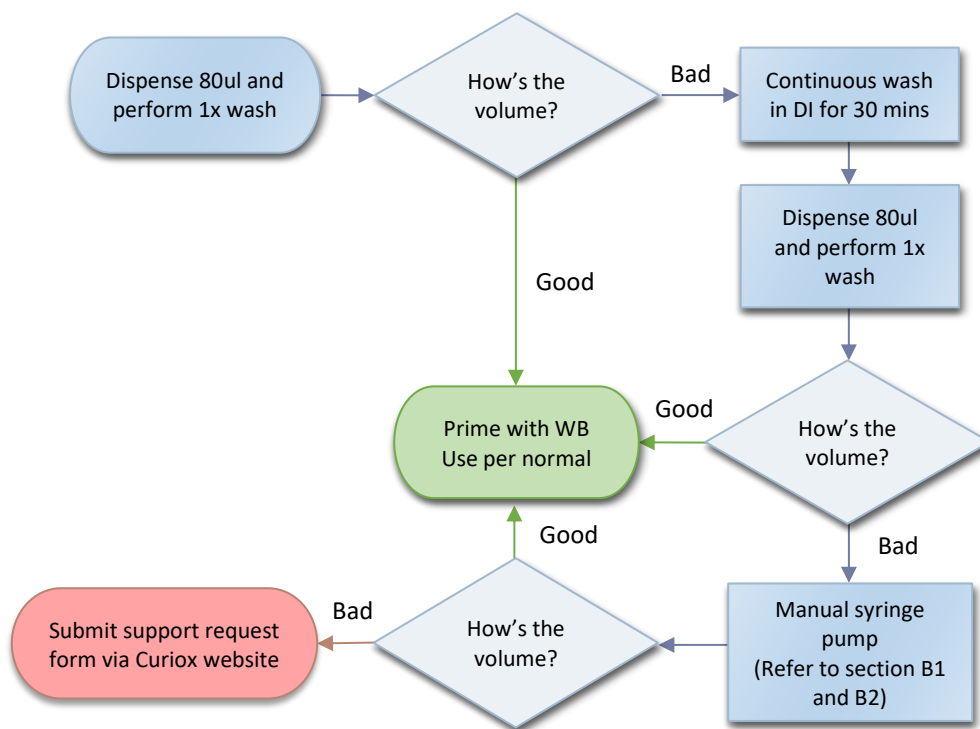 Dispense 80ul and
perform 1x wash
How's the
volume?
Bad
Continuous wash
in DI for 30 mins
Dispense 80ul
and perform 1x
wash
Good
Prime with WB
Use per normal
Good
How's the
volume?
Bad
Manual syringe
pump
(Refer to section B1
and B2)
Good
How's the
volume?
Bad
Submit support request
form via Curiox website